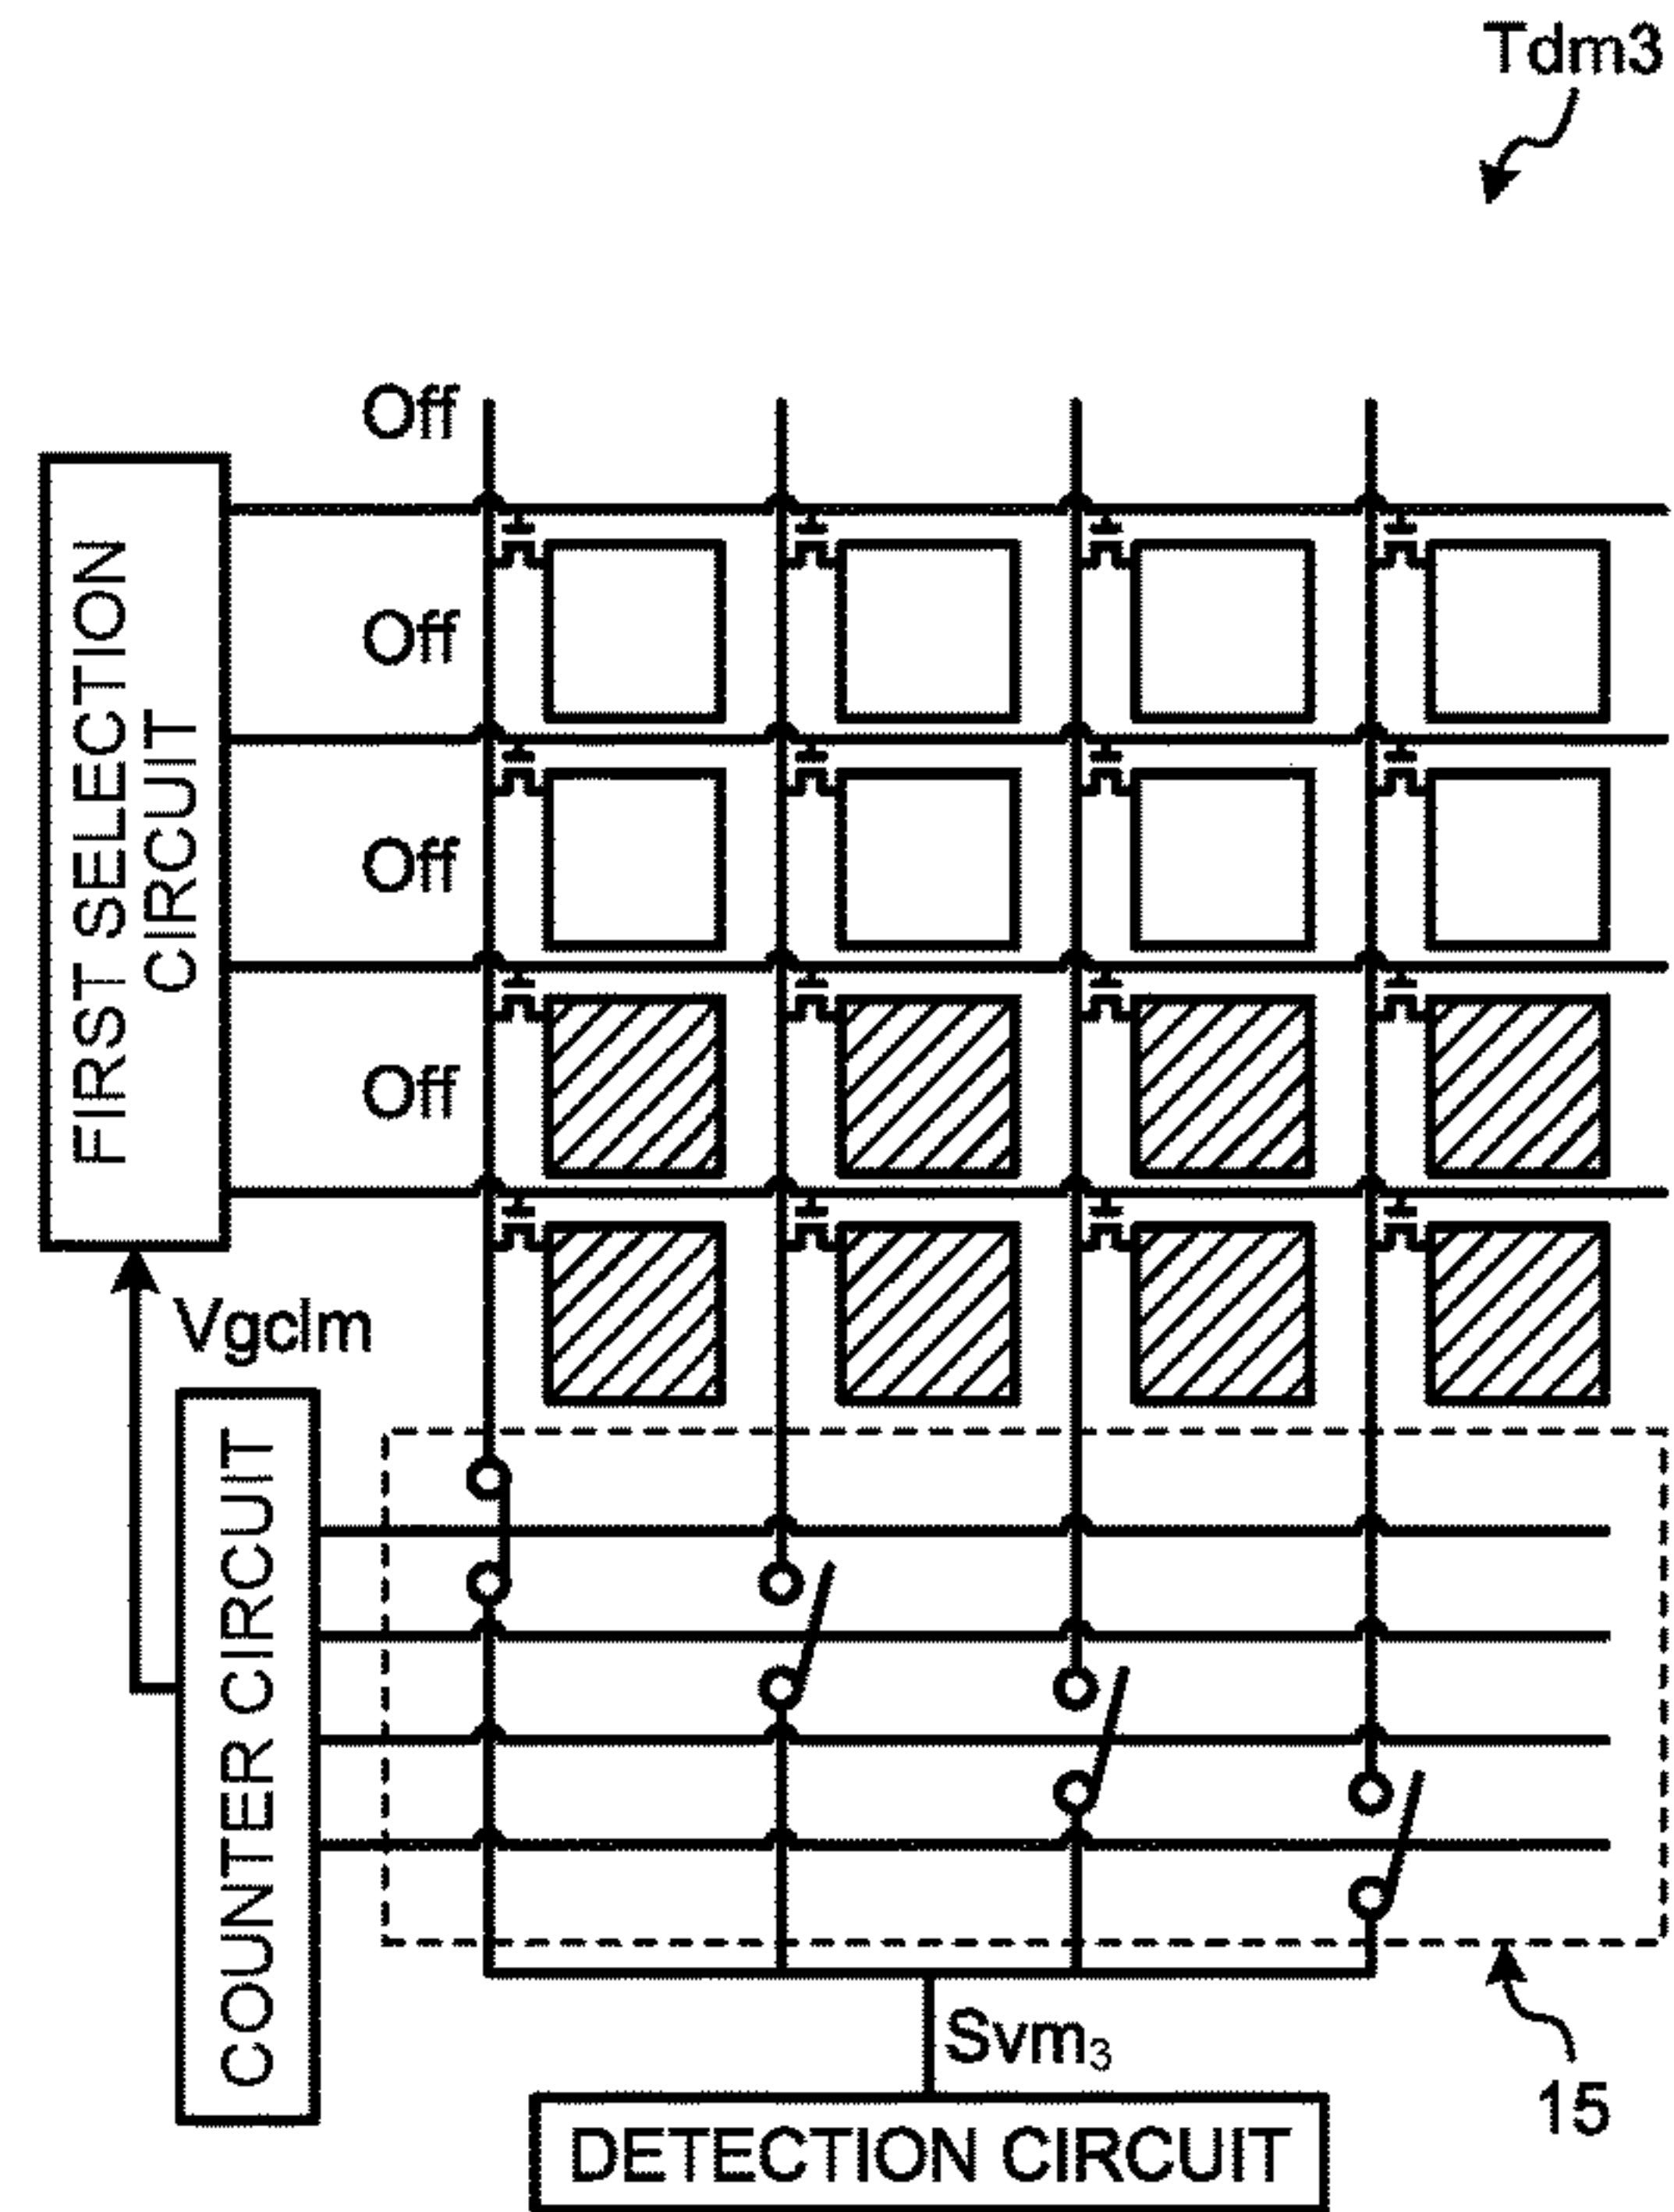 Tdm3
Off
Off
Off
Off
FIRST SELECTION
CIRCUIT
Vgclm
COUNTER CIRCUIT
Svm₃
15
DETECTION CIRCUIT